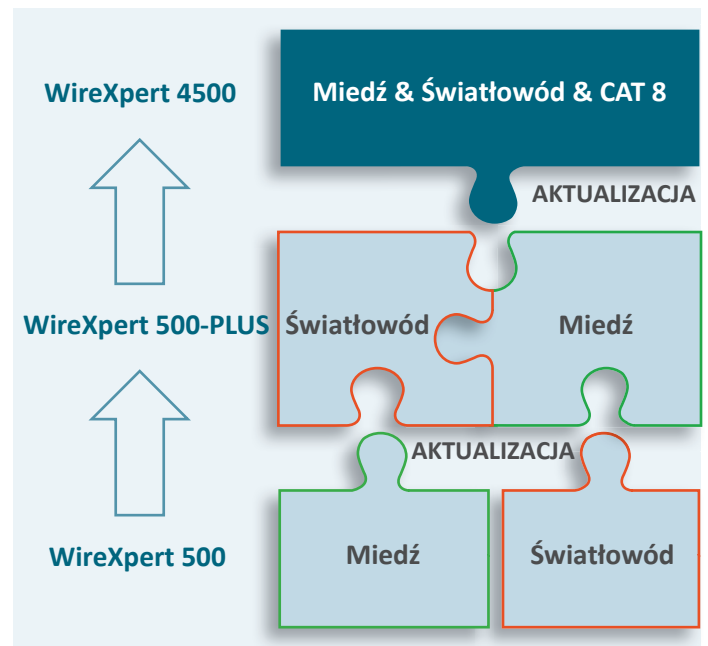 WireXpert 4500
Miedź & Światłowód & CAT 8
AKTUALIZACJA
WireXpert 500-PLUS
Światłowód
Miedź
AKTUALIZACJA
WireXpert 500
Miedź
Światłowód